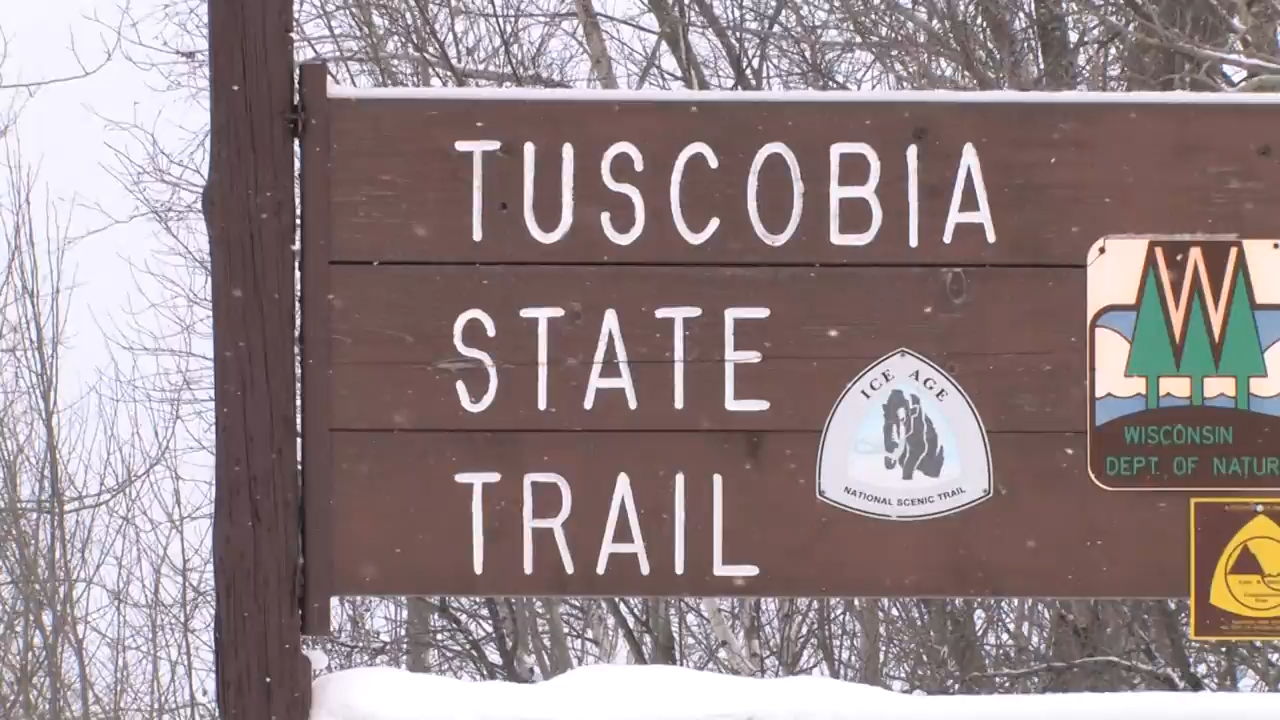 TUSCOBIA
STATE
TRAIL
ICE AGE
NATIONAL SCENIC TRAIL
W
WISCONSIN
DEPT. OF NATUR